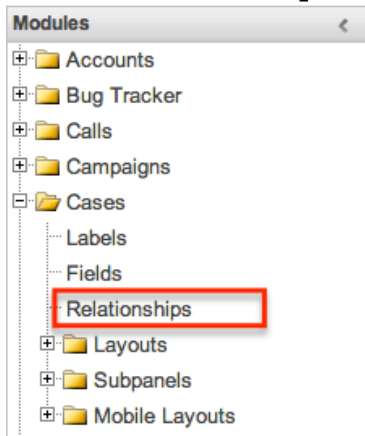 Modules
Accounts
Bug Tracker
Calls
Campaigns
Cases
Labels
Fields
Relationships
Layouts
Subpanels
Mobile Layouts